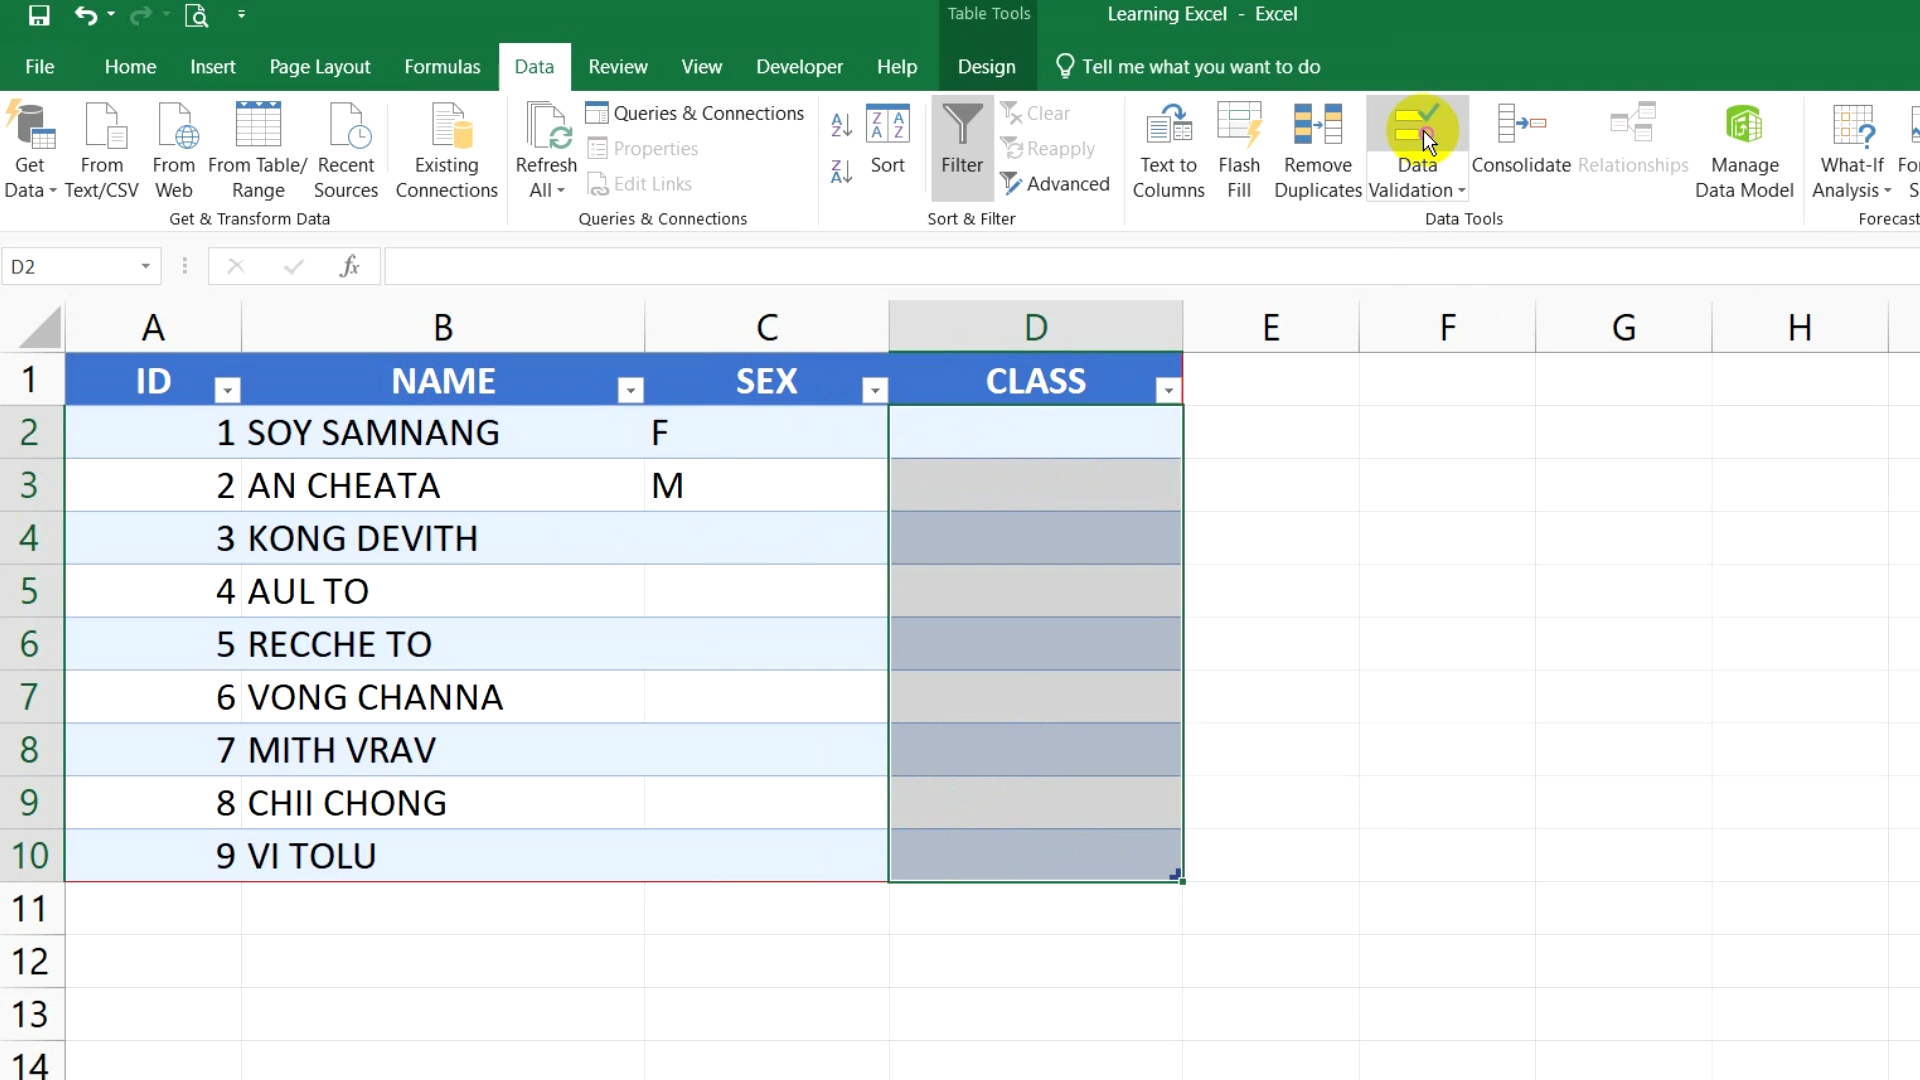 Table Tools
Learning Excel - Excel
File Home Insert Page Layout Formulas Data Review View Developer Help Design Tell me what you want to do
Get Data
From Text/CSV
From Web
From Table/ Range
Recent Sources
Existing Connections
Get & Transform Data
Refresh All
Queries & Connections
Properties
Edit Links
Queries & Connections
Sort
Filter
Clear
Reapply
Advanced
Sort & Filter
Text to Columns
Flash Fill
Remove Duplicates
Data Validation
Consolidate
Relationships
Manage Data Model
Data Tools
What-If Analysis
Forecast
D2 fx
A B C D E F G H
1 ID NAME SEX CLASS
2 1 SOY SAMNANG F
3 2 AN CHEATA M
4 3 KONG DEVITH
5 4 AUL TO
6 5 RECCHE TO
7 6 VONG CHANNA
8 7 MITH VRAV
9 8 CHII CHONG
10 9 VI TOLU
11
12
13
14